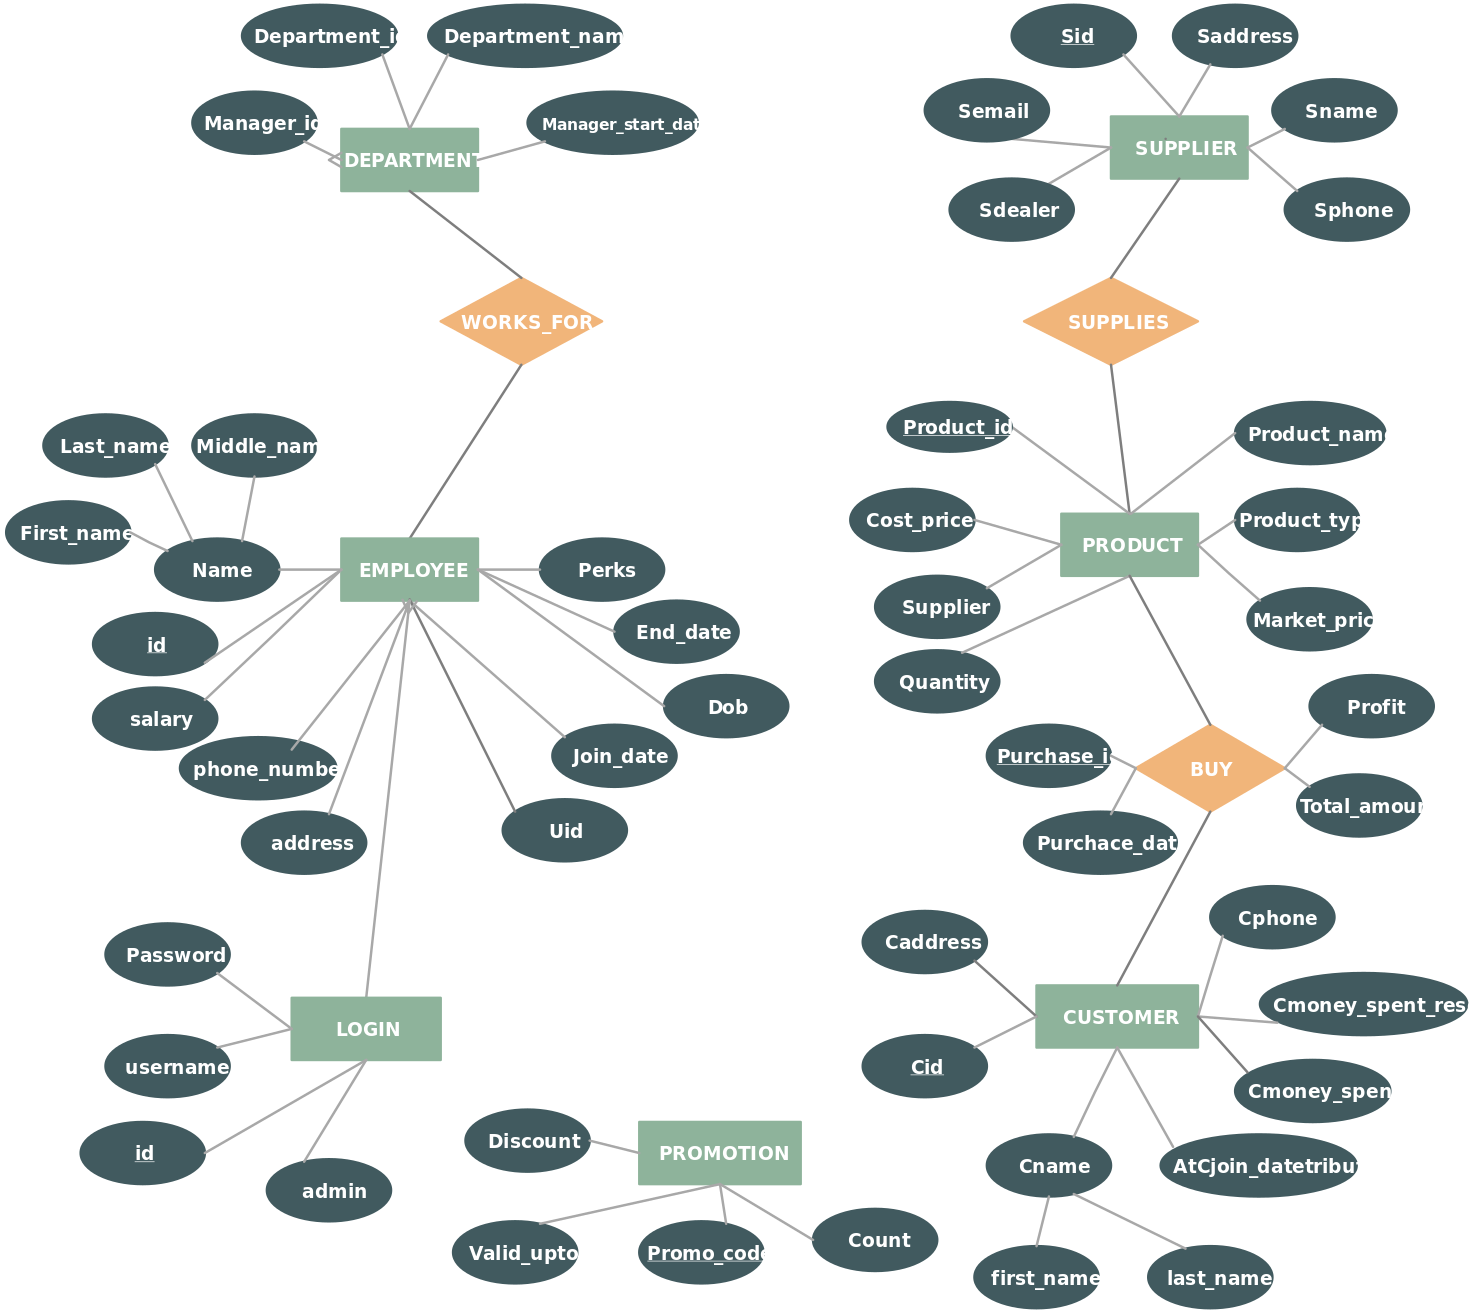 Department_id
Department_nam
Sid
Saddress
Manager_id
Manager_start_dat
Semail
Sname
DEPARTMENT
SUPPLIER
Sdealer
Sphone
WORKS_FOR
SUPPLIES
Product_id
Product_nam
Last_name
Middle_nam
Cost_price
Product_typ
First_name
PRODUCT
Name
EMPLOYEE
Perks
Supplier
Market_pric
id
End_date
Quantity
salary
Dob
Profit
phone_numbe
Join_date
Purchase_i
BUY
Total_amour
address
Uid
Purchace_dat
Cphone
Caddress
Password
Cmoney_spent_res
LOGIN
CUSTOMER
username
Cid
Cmoney_spen
id
Discount
PROMOTION
Cname
AtCjoin_datetribu
admin
Valid_upto
Promo_code
Count
first_name
last_name